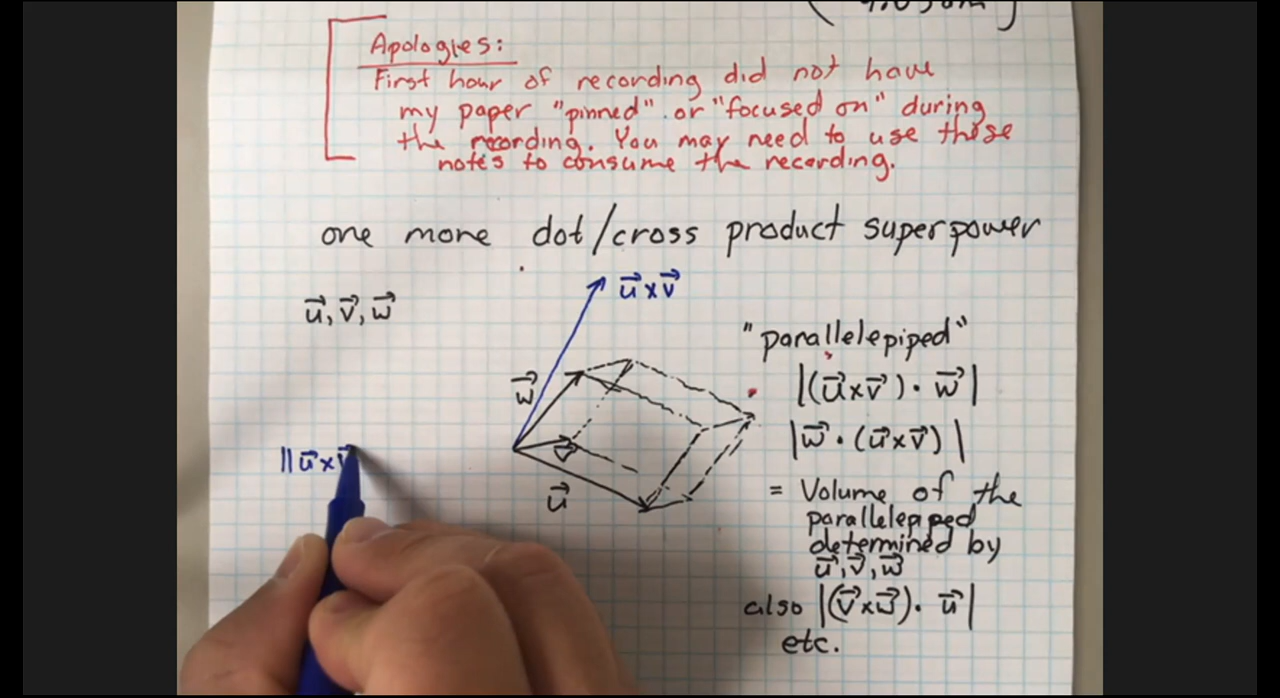 Apologies:
First hour of recording did not have
my paper "pinned" or "focused on" during
the recording. You may need to use these
notes to consume the recording.
one more dot/cross product superpower
u⃗, v⃗, w⃗
u⃗×v⃗
w⃗
v⃗
u⃗
"parallelepiped"
|(u⃗×v⃗)·w⃗|
|w⃗·(u⃗×v⃗)|
= Volume of the
parallelepiped
determined by
u⃗, v⃗, w⃗
also |(v⃗×w⃗)·u⃗|
etc.
||u⃗×v⃗